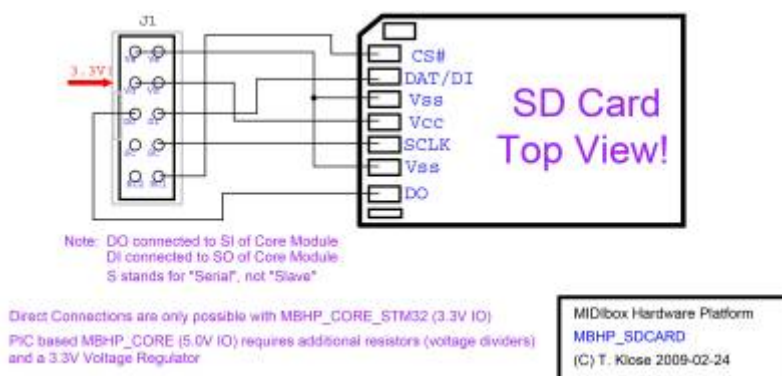 J1
3.3V!
CS#
DAT/DI
Vss
Vcc
SCLK
Vss
DO
SD Card
Top View!
Note: DO connected to SI of Core Module
DI connected to SO of Core Module
S stands for "Serial", not "Slave"
Direct Connections are only possible with MBHP_CORE_STM32 (3.3V IO)
PIC based MBHP_CORE (5.0V IO) requires additional resistors (voltage dividers)
and a 3.3V Voltage Regulator
MIDIbox Hardware Platform
MBHP_SDCARD
(C) T. Klose 2009-02-24